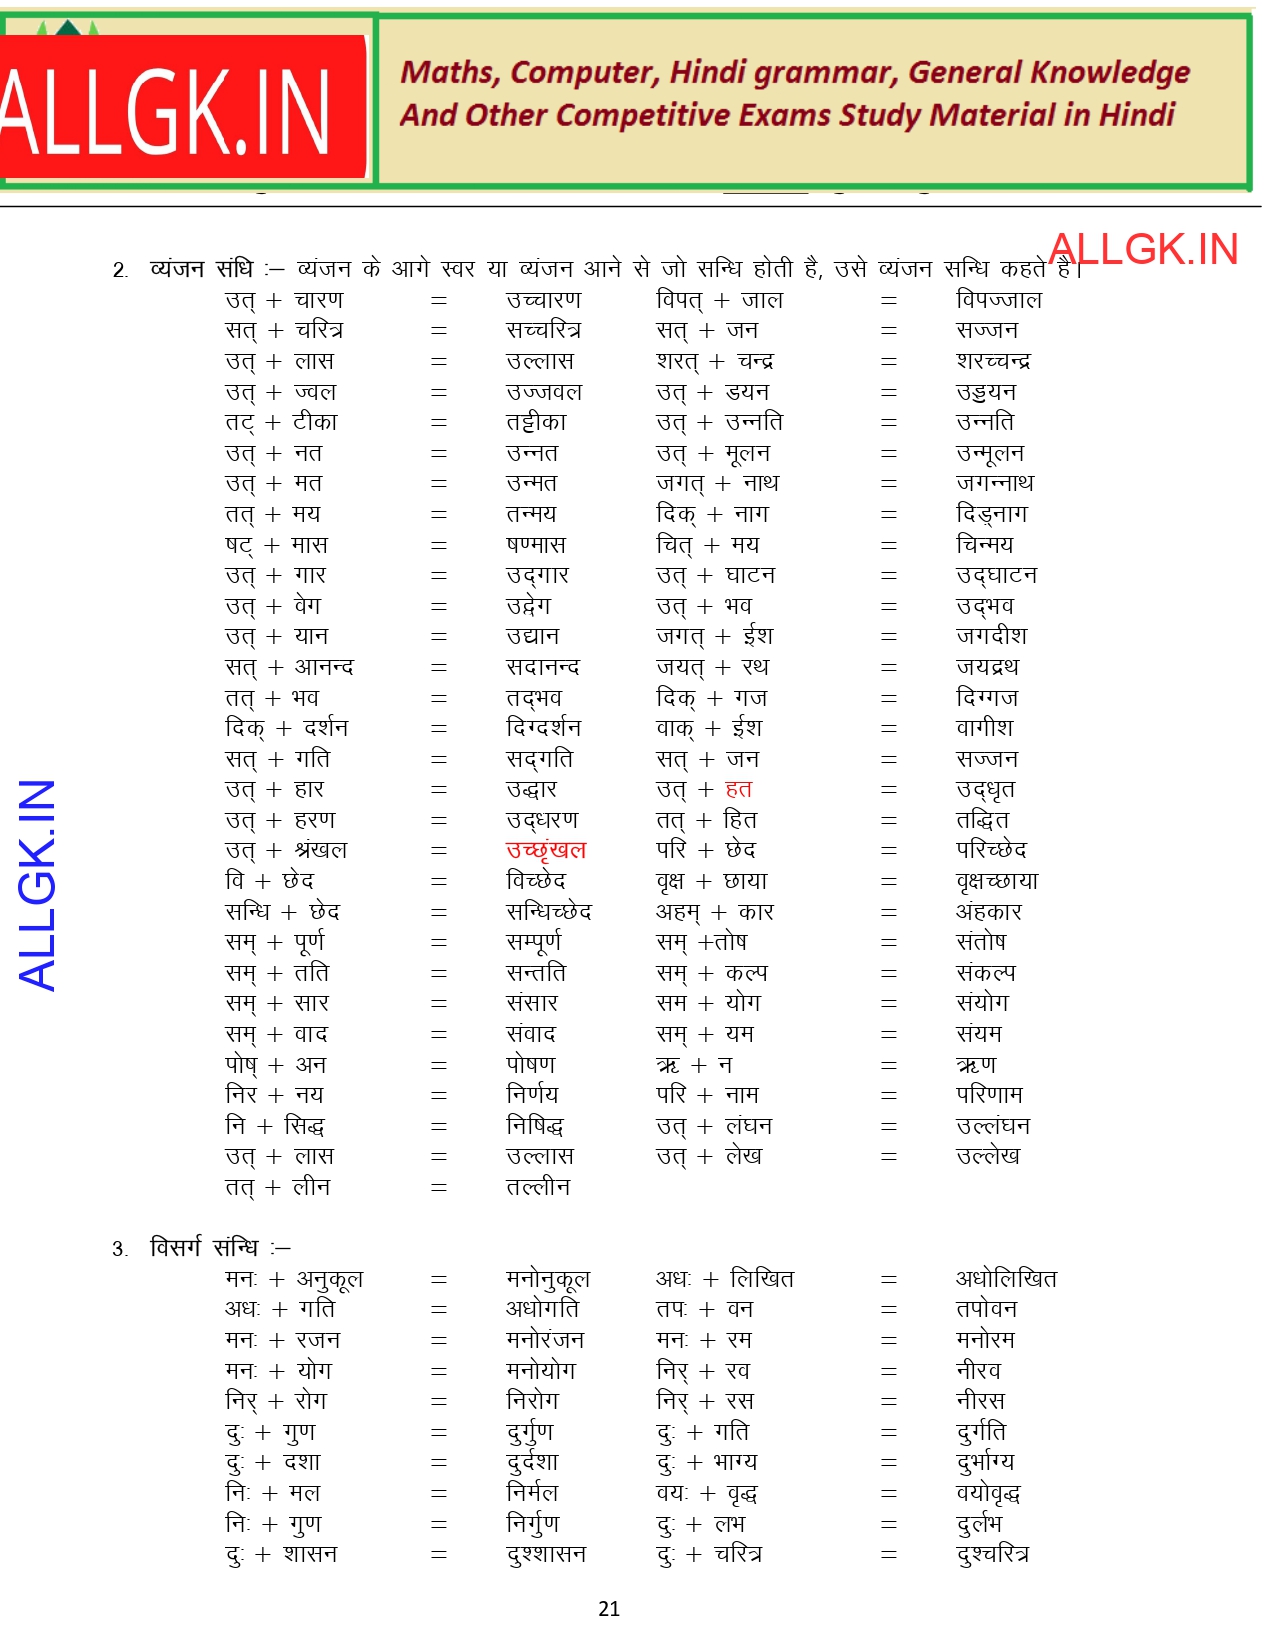 ALLGK.IN
Maths, Computer, Hindi grammar, General Knowledge
And Other Competitive Exams Study Material in Hindi
ALLGK.IN
2. व्यंजन संधि :– व्यंजन के आगे स्वर या व्यंजन आने से जो सन्धि होती है, उसे व्यंजन सन्धि कहते है।
उत् + चारण = उच्चारण विपत् + जाल = विपज्जाल
सत् + चरित्र = सच्चरित्र सत् + जन = सज्जन
उत् + लास = उल्लास शरत् + चन्द्र = शरच्चन्द्र
उत् + ज्वल = उज्जवल उत् + डयन = उड्डयन
तट् + टीका = तट्टीका उत् + उन्नति = उन्नति
उत् + नत = उन्नत उत् + मूलन = उन्मूलन
उत् + मत = उन्मत जगत् + नाथ = जगन्नाथ
तत् + मय = तन्मय दिक् + नाग = दिड़्नाग
षट् + मास = षण्मास चित् + मय = चिन्मय
उत् + गार = उद्गार उत् + घाटन = उद्घाटन
उत् + वेग = उद्वेग उत् + भव = उद्भव
उत् + यान = उद्यान जगत् + ईश = जगदीश
सत् + आनन्द = सदानन्द जयत् + रथ = जयद्रथ
तत् + भव = तद्भव दिक् + गज = दिग्गज
दिक् + दर्शन = दिग्दर्शन वाक् + ईश = वागीश
सत् + गति = सद्गति सत् + जन = सज्जन
उत् + हार = उद्धार उत् + हत = उद्धृत
उत् + हरण = उद्धरण तत् + हित = तद्धित
उत् + श्रंखल = उच्छृंखल परि + छेद = परिच्छेद
वि + छेद = विच्छेद वृक्ष + छाया = वृक्षच्छाया
सन्धि + छेद = सन्धिच्छेद अहम् + कार = अंहकार
सम् + पूर्ण = सम्पूर्ण सम् +तोष = संतोष
सम् + तति = सन्तति सम् + कल्प = संकल्प
सम् + सार = संसार सम + योग = संयोग
सम् + वाद = संवाद सम् + यम = संयम
पोष् + अन = पोषण ऋ + न = ऋण
निर + नय = निर्णय परि + नाम = परिणाम
नि + सिद्ध = निषिद्ध उत् + लंघन = उल्लंघन
उत् + लास = उल्लास उत् + लेख = उल्लेख
तत् + लीन = तल्लीन
ALLGK.IN
3. विसर्ग संन्धि :–
मनः + अनुकूल = मनोनुकूल अधः + लिखित = अधोलिखित
अधः + गति = अधोगति तपः + वन = तपोवन
मनः + रजन = मनोरंजन मनः + रम = मनोरम
मनः + योग = मनोयोग निर् + रव = नीरव
निर् + रोग = निरोग निर् + रस = नीरस
दुः + गुण = दुर्गुण दुः + गति = दुर्गति
दुः + दशा = दुर्दशा दुः + भाग्य = दुर्भाग्य
निः + मल = निर्मल वयः + वृद्ध = वयोवृद्ध
निः + गुण = निर्गुण दुः + लभ = दुर्लभ
दुः + शासन = दुश्शासन दुः + चरित्र = दुश्चरित्र
21